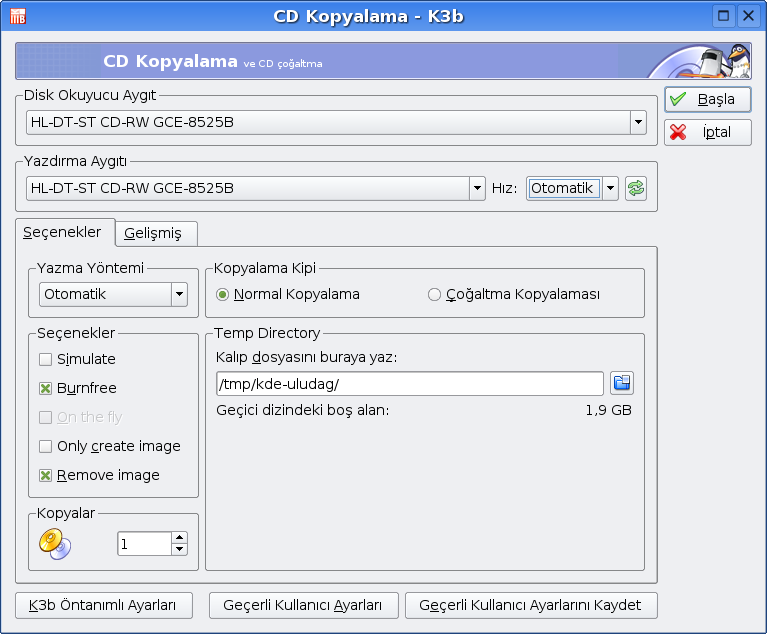 CD Kopyalama - K3b
CD Kopyalama ve CD çoğaltma
Disk Okuyucu Aygıt
HL-DT-ST CD-RW GCE-8525B
Başla
İptal
Yazdırma Aygıtı
HL-DT-ST CD-RW GCE-8525B
Hız:
Otomatik
Seçenekler
Gelişmiş
Yazma Yöntemi
Otomatik
Kopyalama Kipi
Normal Kopyalama
Çoğaltma Kopyalaması
Seçenekler
Simulate
Burnfree
On the fly
Only create image
Remove image
Temp Directory
Kalıp dosyasını buraya yaz:
/tmp/kde-uludag/
Geçici dizindeki boş alan:
1,9 GB
Kopyalar
1
K3b Öntanımlı Ayarları
Geçerli Kullanıcı Ayarları
Geçerli Kullanıcı Ayarlarını Kaydet